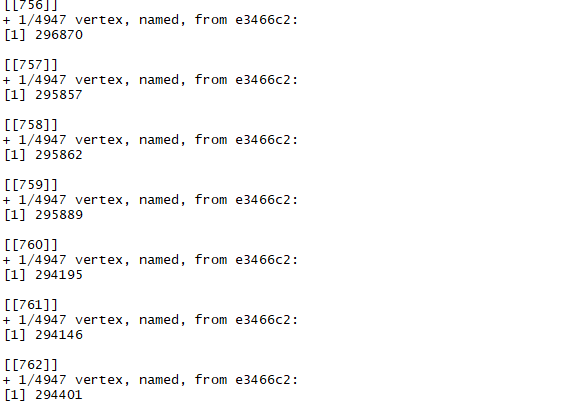 [[756]]
+ 1/4947 vertex, named, from e3466c2:
[1] 296870
[[757]]
+ 1/4947 vertex, named, from e3466c2:
[1] 295857
[[758]]
+ 1/4947 vertex, named, from e3466c2:
[1] 295862
[[759]]
+ 1/4947 vertex, named, from e3466c2:
[1] 295889
[[760]]
+ 1/4947 vertex, named, from e3466c2:
[1] 294195
[[761]]
+ 1/4947 vertex, named, from e3466c2:
[1] 294146
[[762]]
+ 1/4947 vertex, named, from e3466c2:
[1] 294401